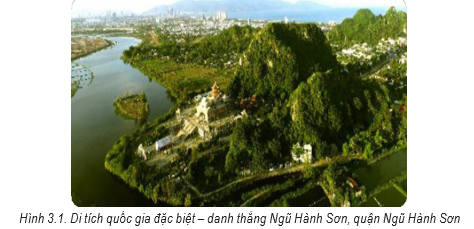 Hình 3.1. Di tích quốc gia đặc biệt – danh thắng Ngũ Hành Sơn, quận Ngũ Hành Sơn